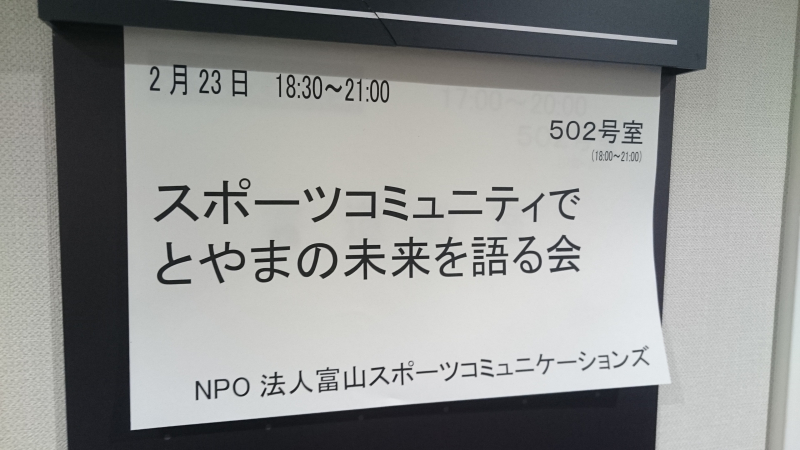 2月23日 18:30～21:00
502号室
(18:00～21:00)
スポーツコミュニティで
とやまの未来を語る会
NPO 法人富山スポーツコミュニケーションズ